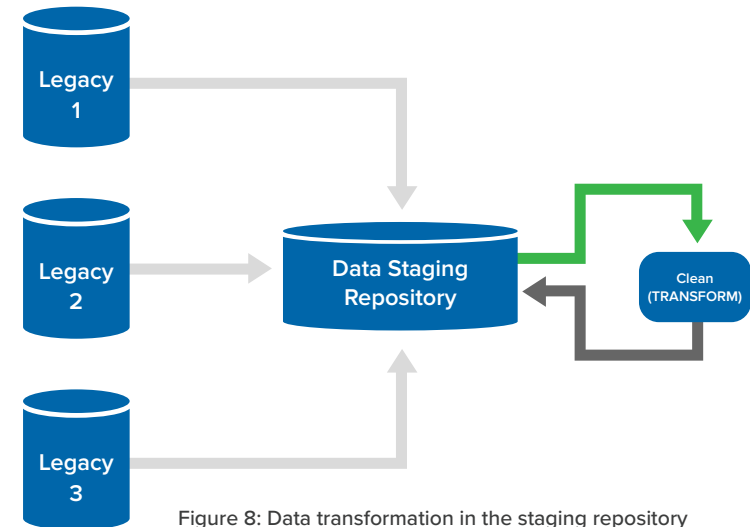 Legacy
1
Legacy
2
Data Staging
Repository
Clean
(TRANSFORM)
Legacy
3
Figure 8: Data transformation in the staging repository